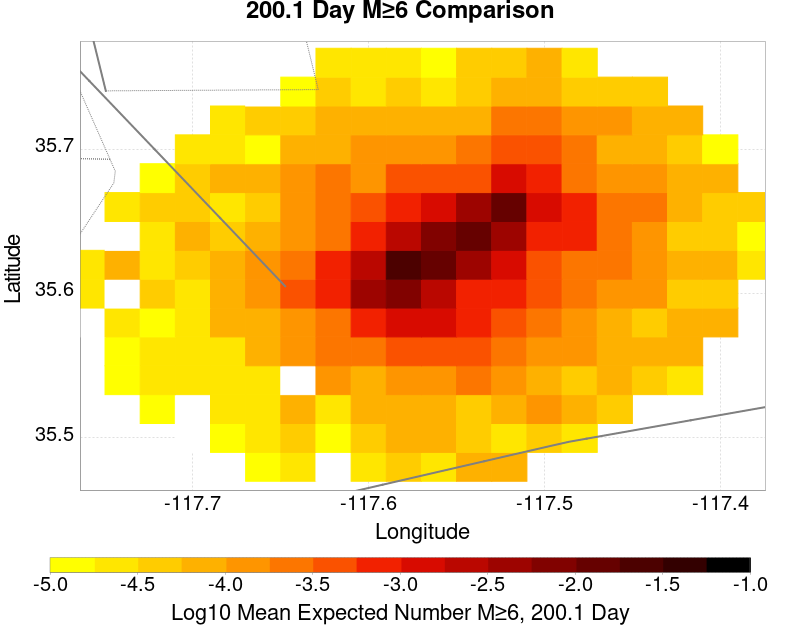 200.1 Day M≥6 Comparison
35.7
35.6
35.5
Latitude
-117.7 -117.6 -117.5 -117.4
Longitude
-5.0 -4.5 -4.0 -3.5 -3.0 -2.5 -2.0 -1.5 -1.0
Log10 Mean Expected Number M≥6, 200.1 Day